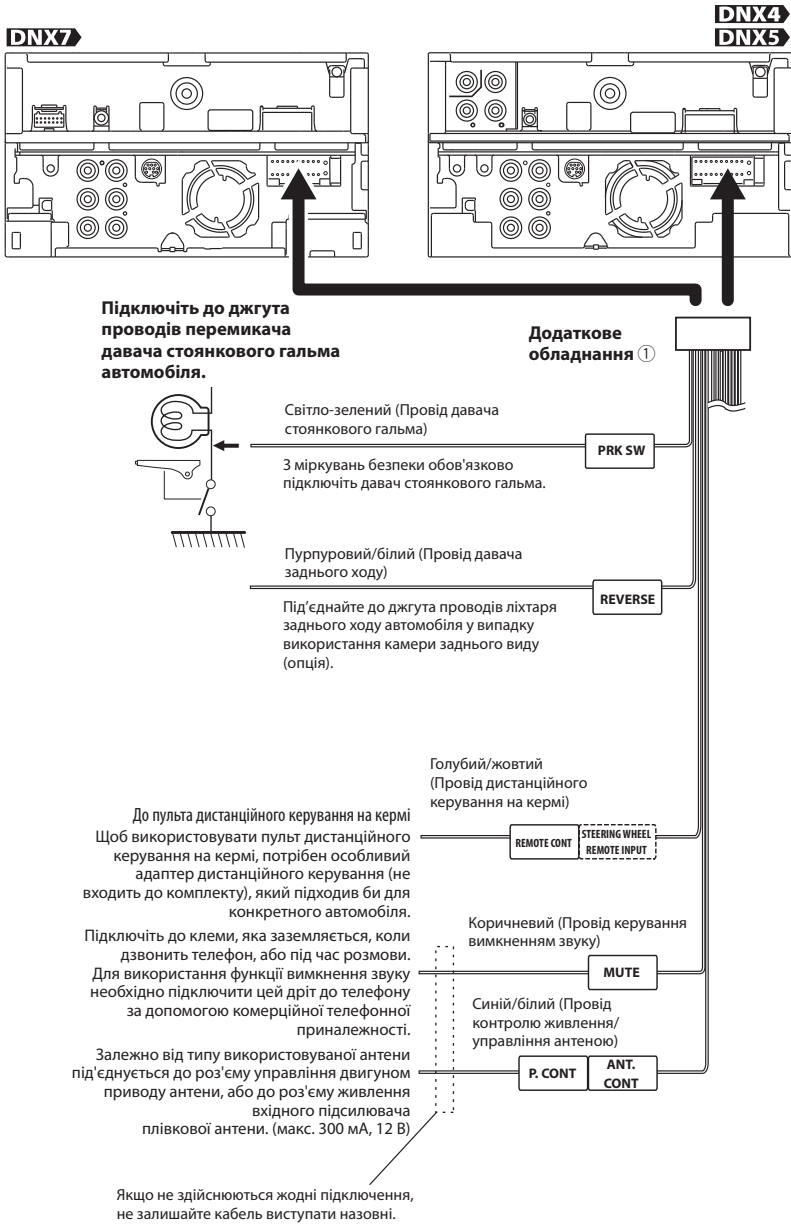 DNX7
DNX4
DNX5
Підключіть до джгута
проводів перемикача
давача стоянкового гальма
автомобіля.
Додаткове
обладнання ①
Світло-зелений (Провід давача
стоянкового гальма)
PRK SW
З міркувань безпеки обов'язково
підключіть давач стоянкового гальма.
Пурпуровий/білий (Провід давача
заднього ходу)
REVERSE
Під’єднайте до джгута проводів ліхтаря
заднього ходу автомобіля у випадку
використання камери заднього виду
(опція).
Голубий/жовтий
(Провід дистанційного
керування на кермі)
До пульта дистанційного керування на кермі
Щоб використовувати пульт дистанційного
керування на кермі, потрібен особливий
адаптер дистанційного керування (не
входить до комплекту), який підходив би для
конкретного автомобіля.
REMOTE CONT
STEERING WHEEL
REMOTE INPUT
Коричневий (Провід керування
вимкненням звуку)
Підключіть до клеми, яка заземляється, коли
дзвонить телефон, або під час розмови.
Для використання функції вимкнення звуку
необхідно підключити цей дріт до телефону
за допомогою комерційної телефонної
приналежності.
MUTE
Синій/білий (Провід
контролю живлення/
управління антеною)
Залежно від типу використовуваної антени
під'єднується до роз'єму управління двигуном
приводу антени, або до роз'єму живлення
вхідного підсилювача
плівкової антени. (макс. 300 мА, 12 В)
P. CONT
ANT.
CONT
Якщо не здійснюються жодні підключення,
не залишайте кабель виступати назовні.